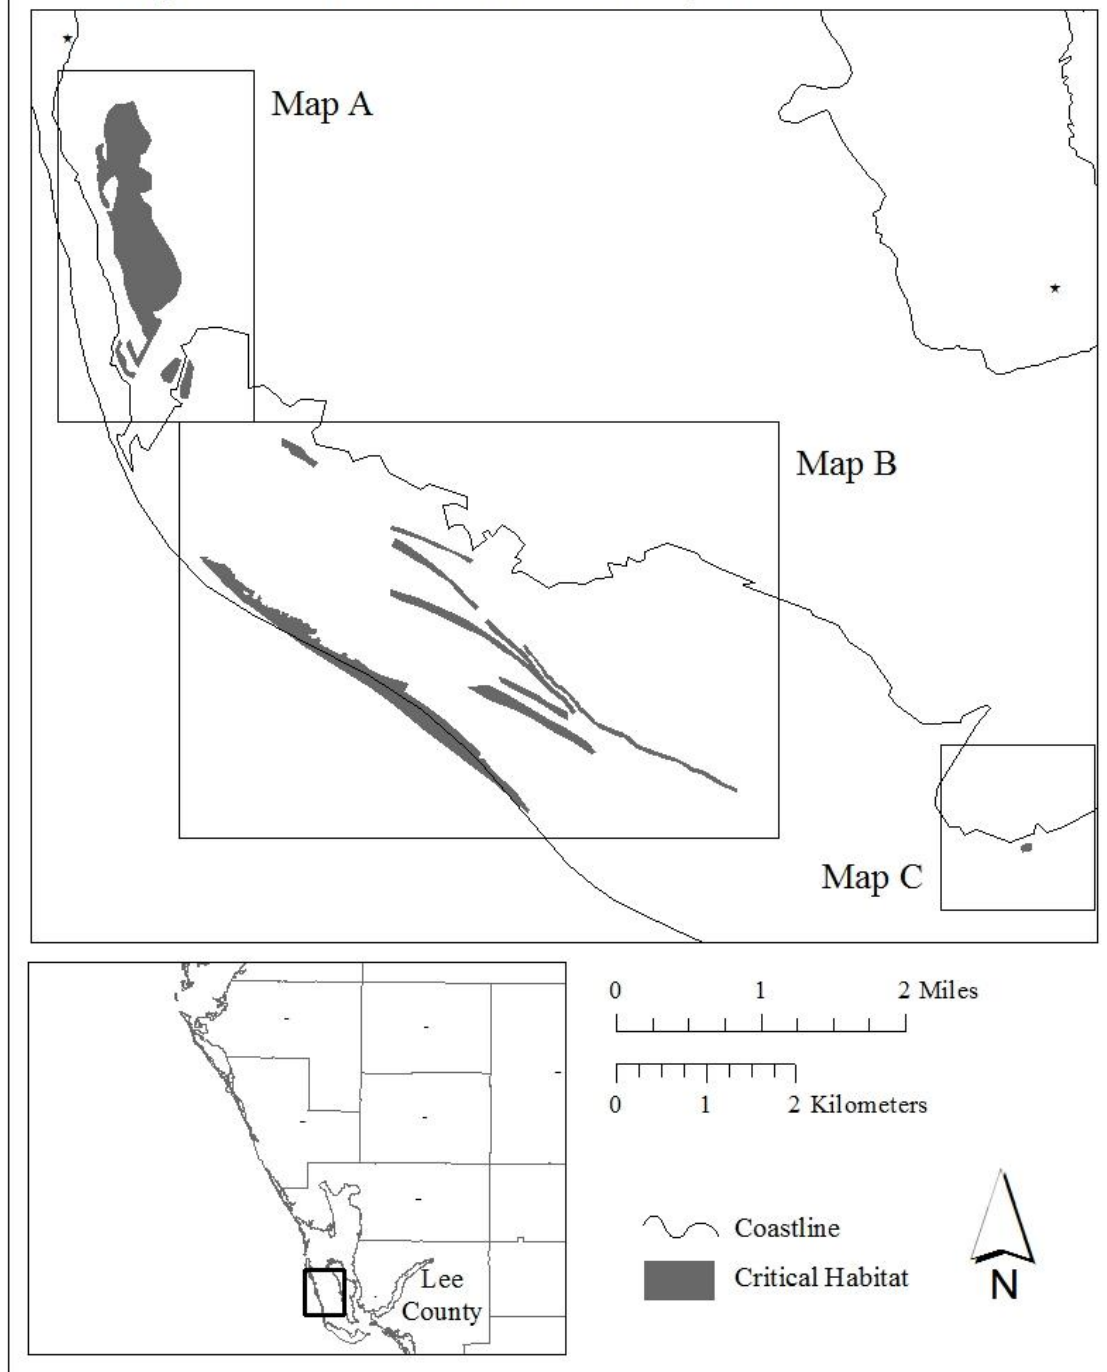 Map A
Map B
Map C
0 1 2 Miles
0 1 2 Kilometers
Coastline
Critical Habitat
N
Lee
County